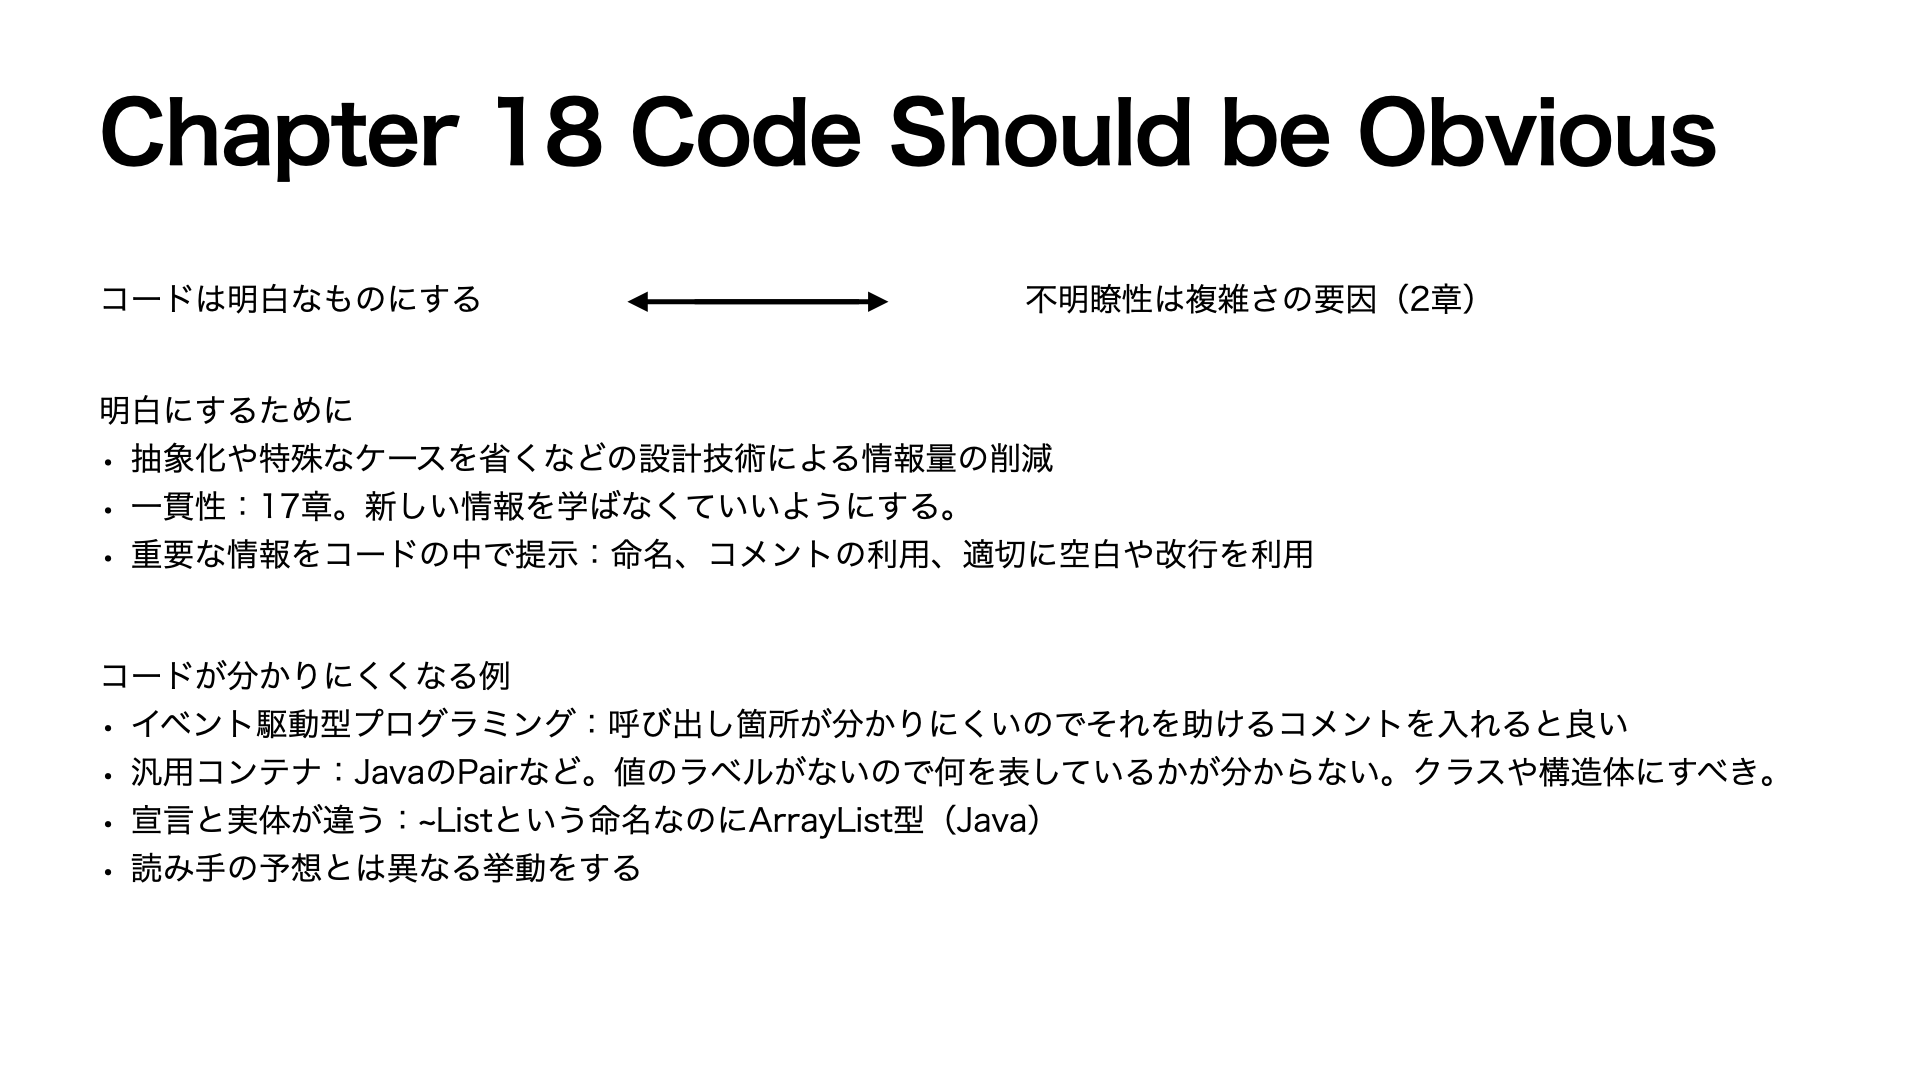 Chapter 18 Code Should be Obvious
コードは明白なものにする
不明瞭性は複雑さの要因（2章）
明白にするために
・抽象化や特殊なケースを省くなどの設計技術による情報量の削減
・一貫性：17章。新しい情報を学ばなくていいようにする。
・重要な情報をコードの中で提示：命名、コメントの利用、適切に空白や改行を利用
コードが分かりにくくなる例
・イベント駆動型プログラミング：呼び出し箇所が分かりにくいのでそれを助けるコメントを入れると良い
・汎用コンテナ：JavaのPairなど。値のラベルがないので何を表しているかが分からない。クラスや構造体にすべき。
・宣言と実体が違う：~Listという命名なのにArrayList型（Java）
・読み手の予想とは異なる挙動をする